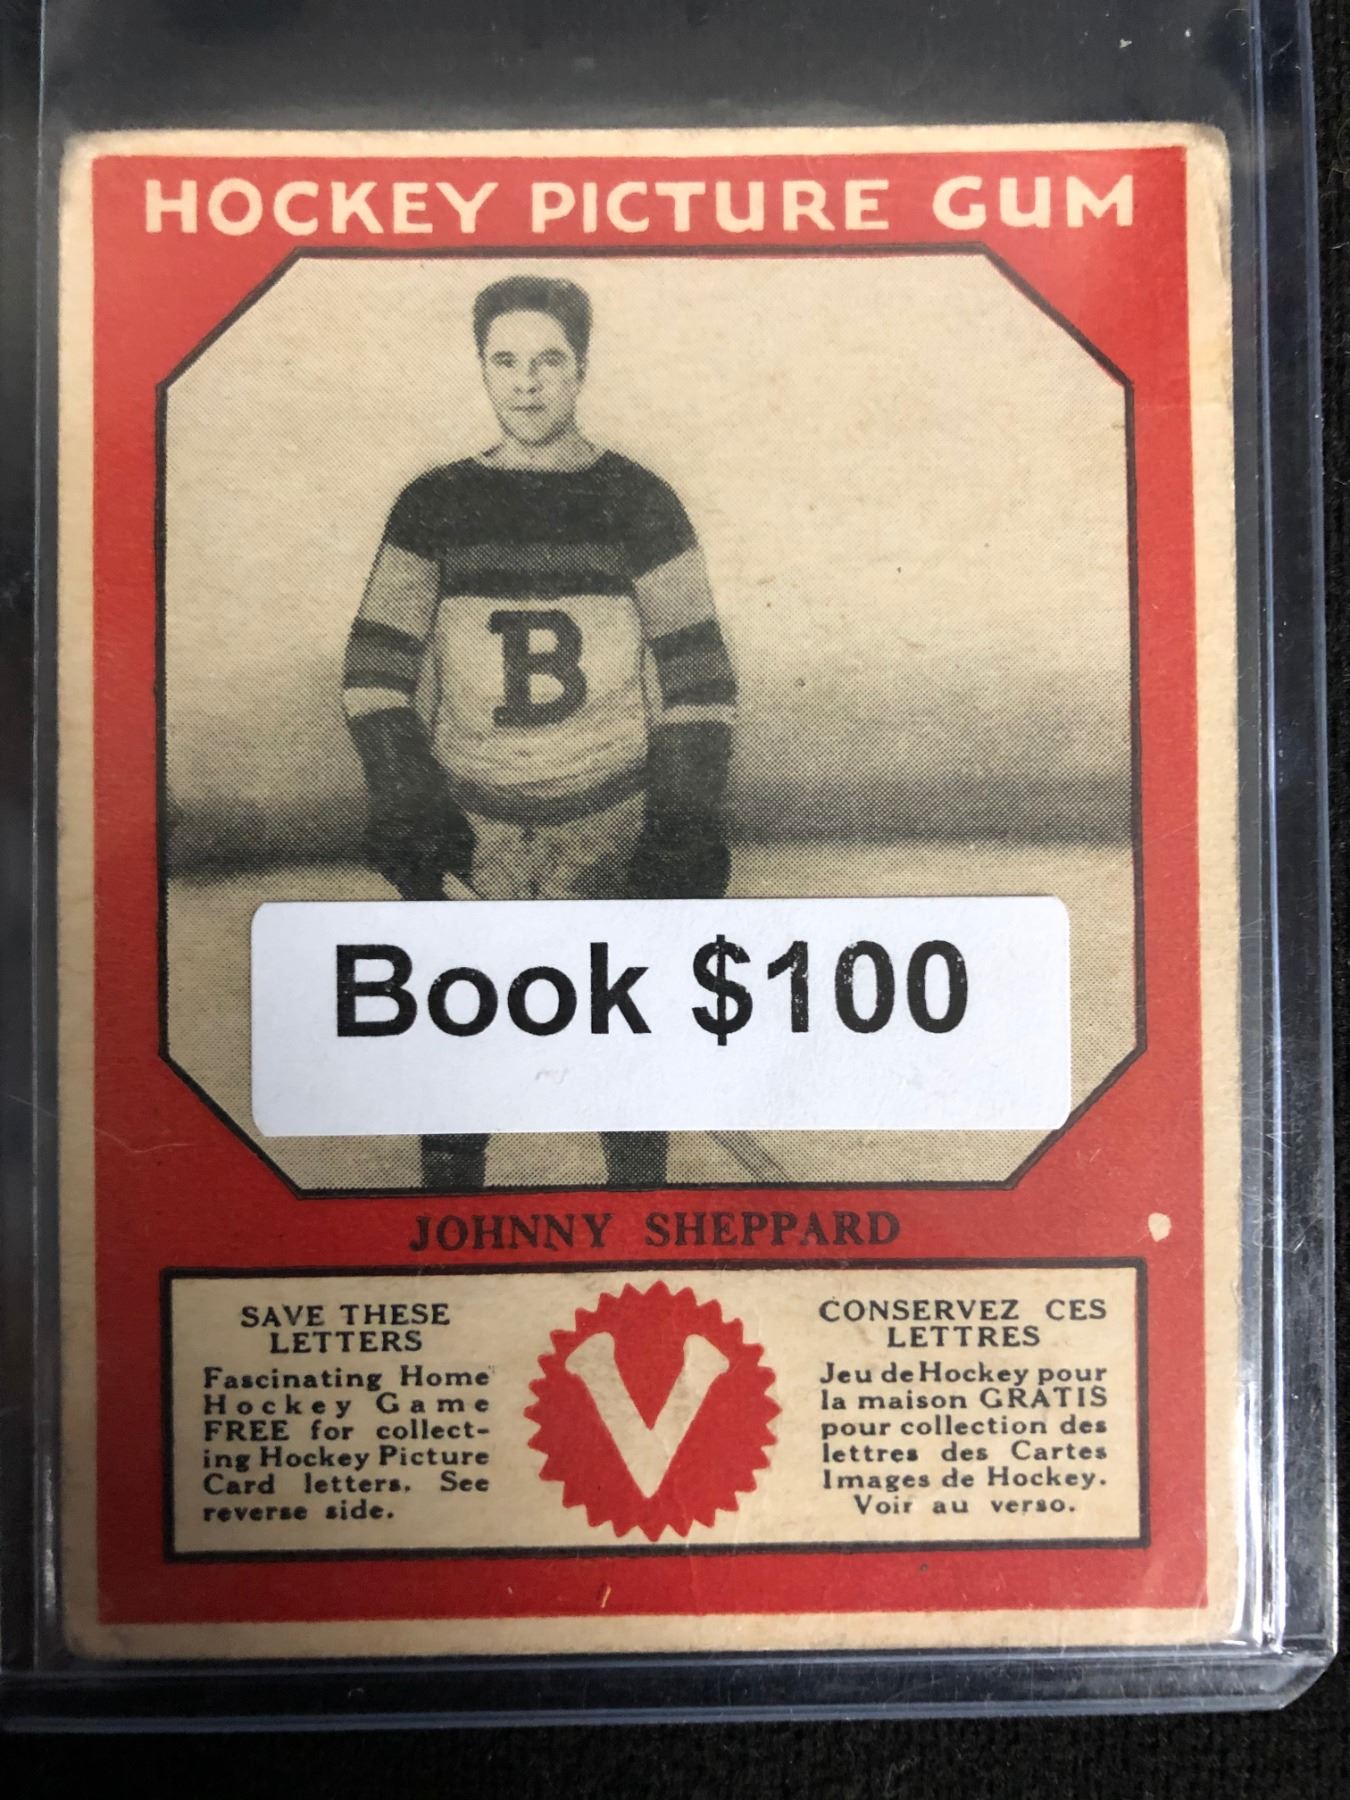 HOCKEY PICTURE GUM
B
Book $100
JOHNNY SHEPPARD
SAVE THESE
LETTERS
Fascinating Home
Hockey Game
FREE for collect-
ing Hockey Picture
Card letters. See
reverse side.
V
CONSERVEZ CES
LETTRES
Jeu de Hockey pour
la maison GRATIS
pour collection des
lettres des Cartes
Images de Hockey.
Voir au verso.